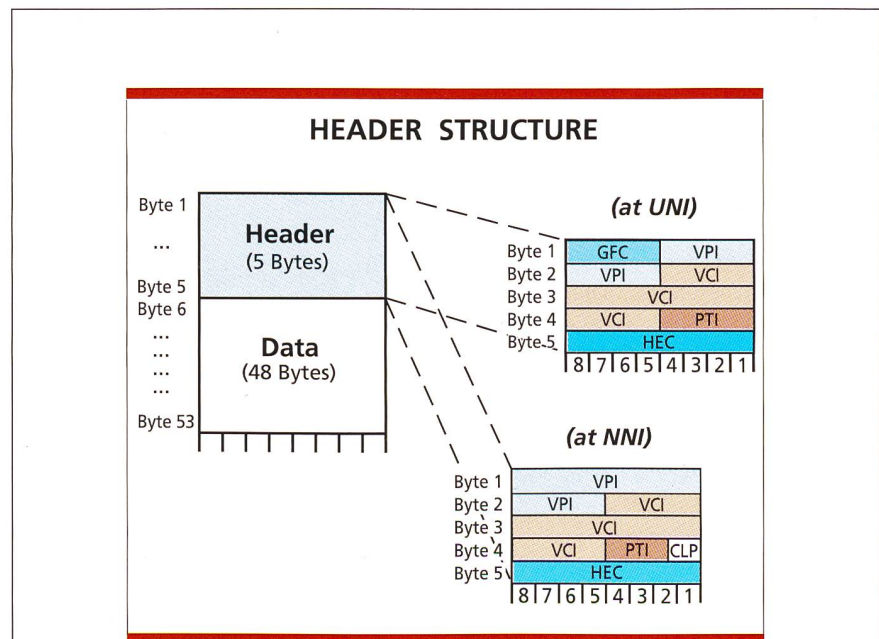 HEADER STRUCTURE
Byte 1
...
Byte 5
Byte 6
...
...
...
...
Byte 53
Header
(5 Bytes)
Data
(48 Bytes)
(at UNI)
Byte 1 GFC VPI
Byte 2 VPI VCI
Byte 3 VCI
Byte 4 VCI PTI
Byte 5 HEC
8 7 6 5 4 3 2 1
(at NNI)
Byte 1 VPI
Byte 2 VPI VCI
Byte 3 VCI
Byte 4 VCI PTI CLP
Byte 5 HEC
8 7 6 5 4 3 2 1